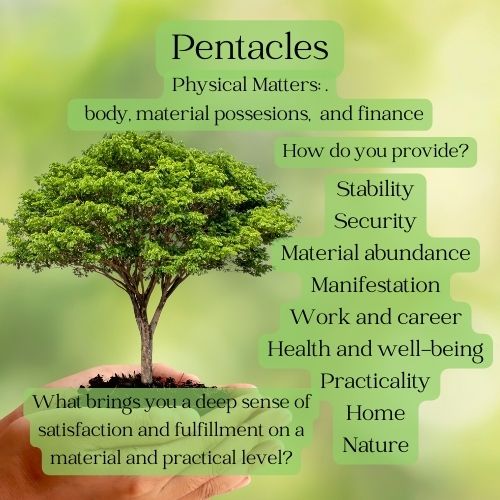 Pentacles
Physical Matters: .
body, material possesions, and finance
How do you provide?
Stability
Security
Material abundance
Manifestation
Work and career
Health and well-being
Practicality
Home
Nature
What brings you a deep sense of
satisfaction and fulfillment on a
material and practical level?